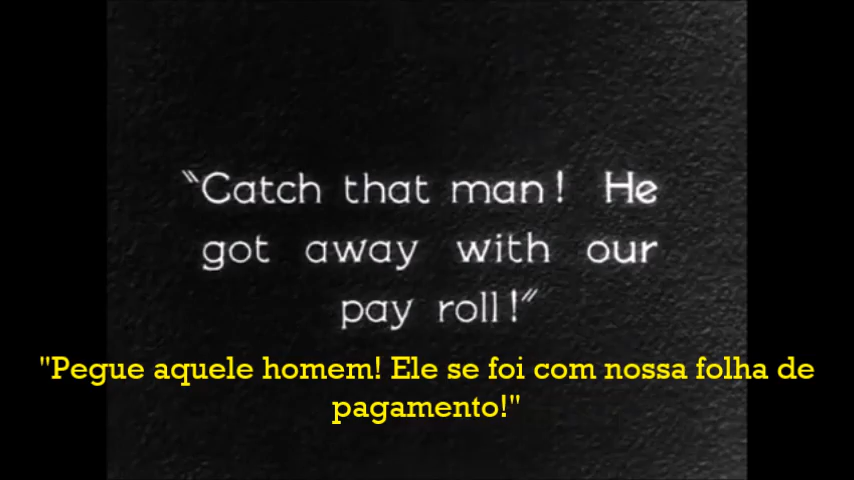 "Catch that man! He
got away with our
pay roll!"
"Pegue aquele homem! Ele se foi com nossa folha de
pagamento!"